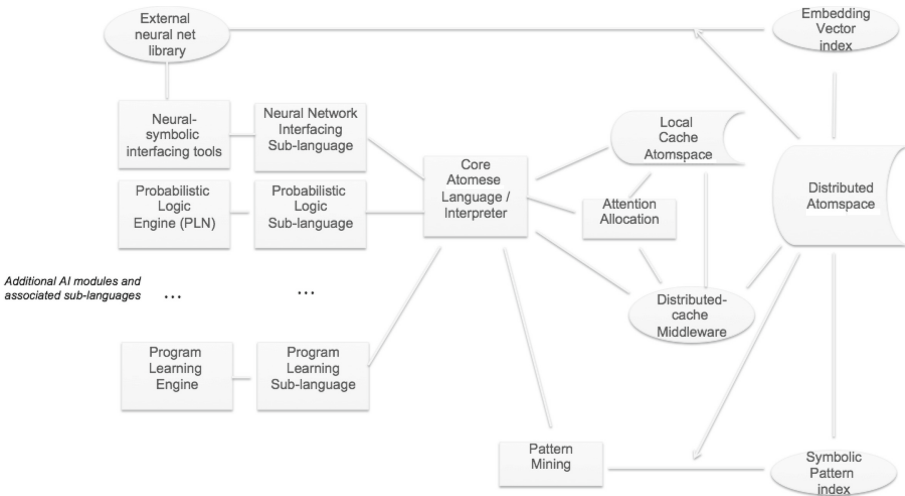 External
neural net
library
Embedding
Vector
index
Neural-
symbolic
interfacing tools
Neural Network
Interfacing
Sub-language
Local
Cache
Atomspace
Core
Atomese
Language /
Interpreter
Probabilistic
Logic
Engine (PLN)
Probabilistic
Logic
Sub-language
Attention
Allocation
Distributed
Atomspace
Additional AI modules and
associated sub-languages
...
...
Distributed-
cache
Middleware
Program
Learning
Engine
Program
Learning
Sub-language
Pattern
Mining
Symbolic
Pattern
index